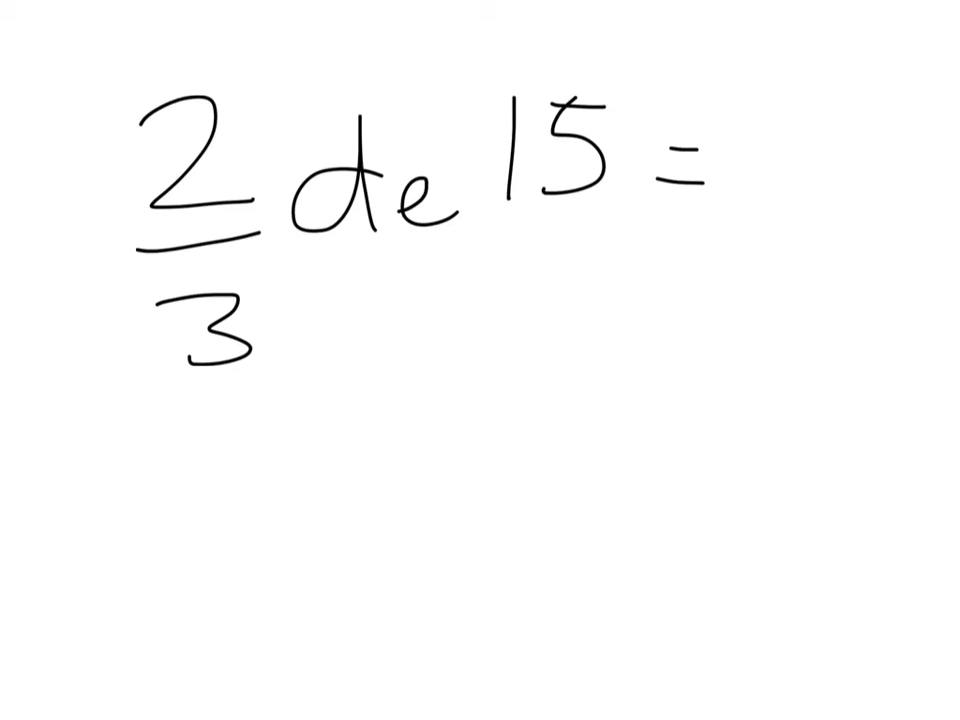 2/3 de 15 =